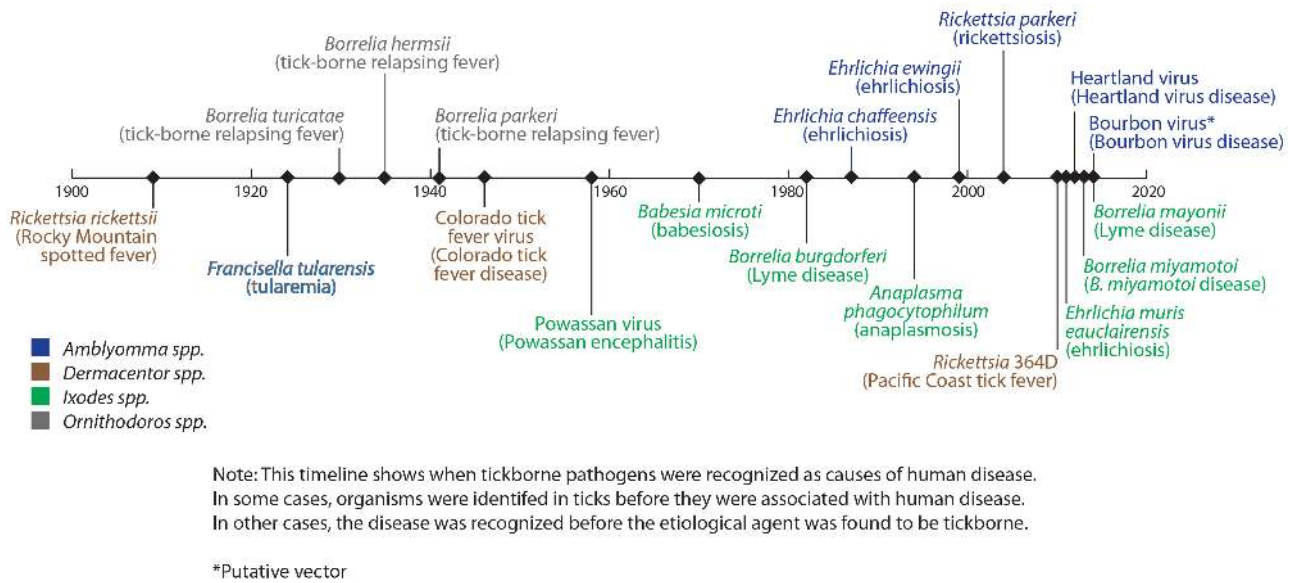 Rickettsia parkeri
(rickettsiosis)
Borrelia hermsii
(tick-borne relapsing fever)
Ehrlichia ewingii
(ehrlichiosis)
Heartland virus
(Heartland virus disease)
Borrelia turicatae
(tick-borne relapsing fever)
Borrelia parkeri
(tick-borne relapsing fever)
Ehrlichia chaffeensis
(ehrlichiosis)
Bourbon virus*
(Bourbon virus disease)
1900 1920 1940 1960 1980 2000 2020
Rickettsia rickettsii
(Rocky Mountain
spotted fever)
Francisella tularensis
(tularemia)
Colorado tick
fever virus
(Colorado tick
fever disease)
Powassan virus
(Powassan encephalitis)
Babesia microti
(babesiosis)
Borrelia burgdorferi
(Lyme disease)
Anaplasma
phagocytophilum
(anaplasmosis)
Rickettsia 364D
(Pacific Coast tick fever)
Borrelia mayonii
(Lyme disease)
Borrelia miyamotoi
(B. miyamotoi disease)
Ehrlichia muris
eauclairensis
(ehrlichiosis)
Amblyomma spp.
Dermacentor spp.
Ixodes spp.
Ornithodoros spp.
Note: This timeline shows when tickborne pathogens were recognized as causes of human disease.
In some cases, organisms were identifed in ticks before they were associated with human disease.
In other cases, the disease was recognized before the etiological agent was found to be tickborne.
*Putative vector